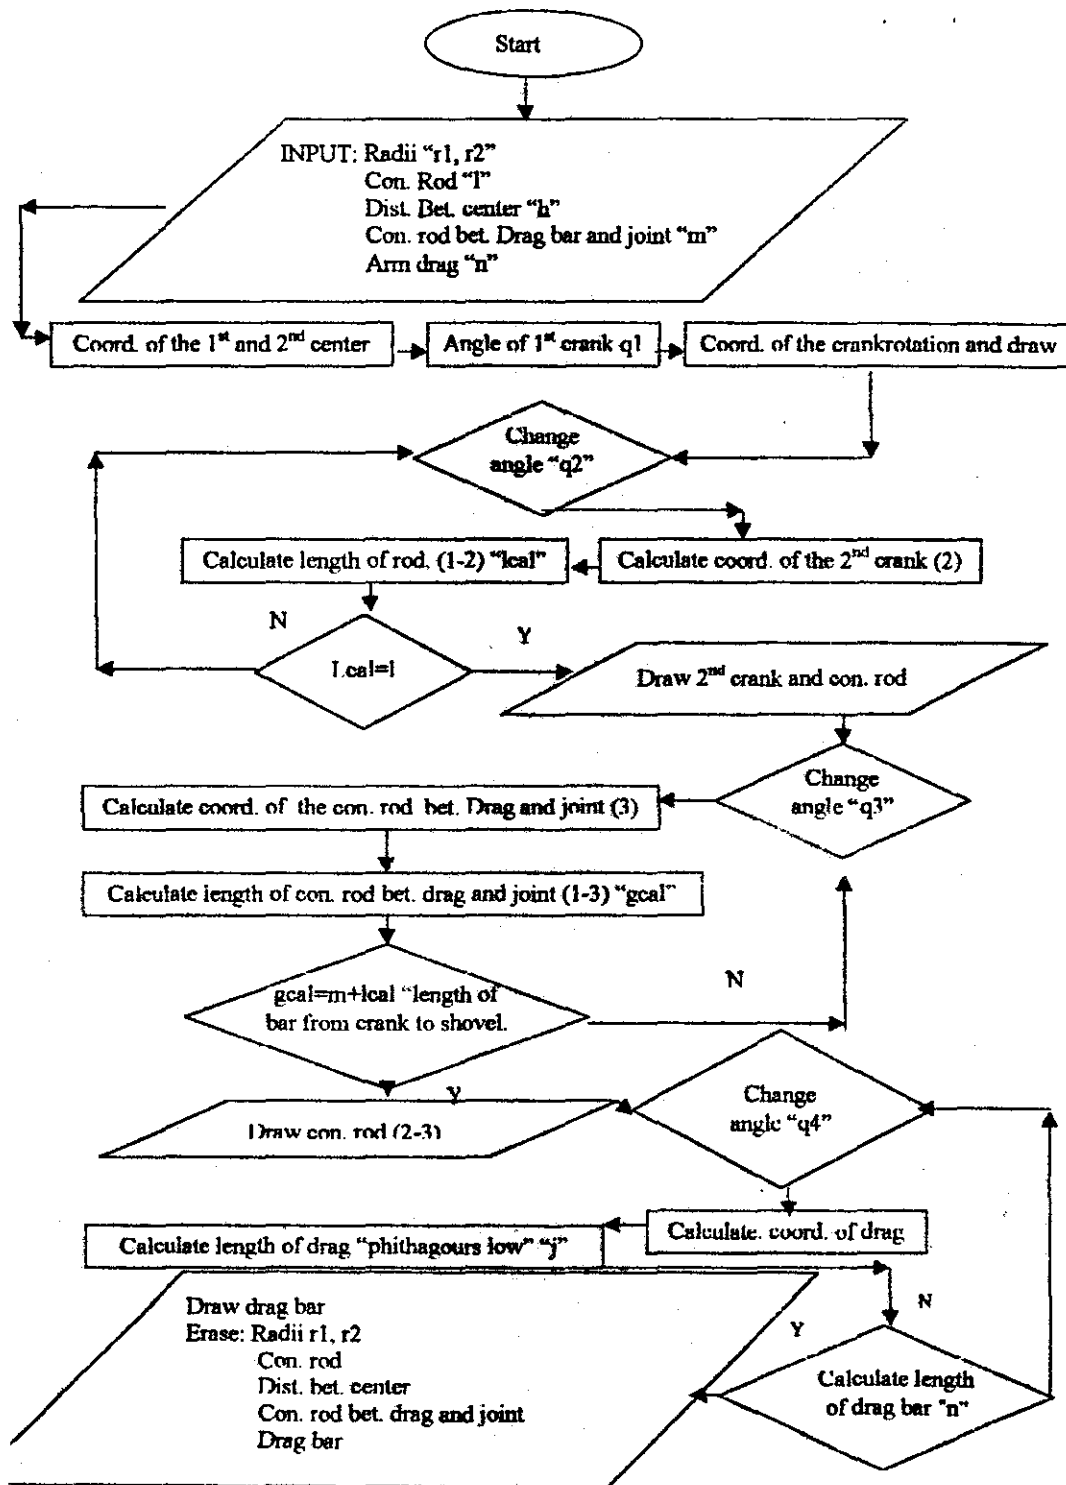 Start
INPUT: Radii “r1, r2”
Con. Rod “l”
Dist. Bet. center “h”
Con. rod bet. Drag bar and joint “m”
Arm drag “n”
Coord. of the 1st and 2nd center
Angle of 1st crank q1
Coord. of the crankrotation and draw
Change
angle “q2”
Calculate length of rod. (1-2) “lcal”
Calculate coord. of the 2nd crank (2)
N
Y
Lcal=l
Draw 2nd crank and con. rod
Change
angle “q3”
Calculate coord. of the con. rod bet. Drag and joint (3)
Calculate length of con. rod bet. drag and joint (1-3) “gcal”
gcal=m+lcal “length of
bar from crank to shovel.
N
Y
Draw con. rod (2-3)
Change
angle “q4”
Calculate. coord. of drag
Calculate length of drag “phithagours low” “j”
N
Y
Calculate length
of drag bar "n"
Draw drag bar
Erase: Radii r1, r2
Con. rod
Dist. bet. center
Con. rod bet. drag and joint
Drag bar